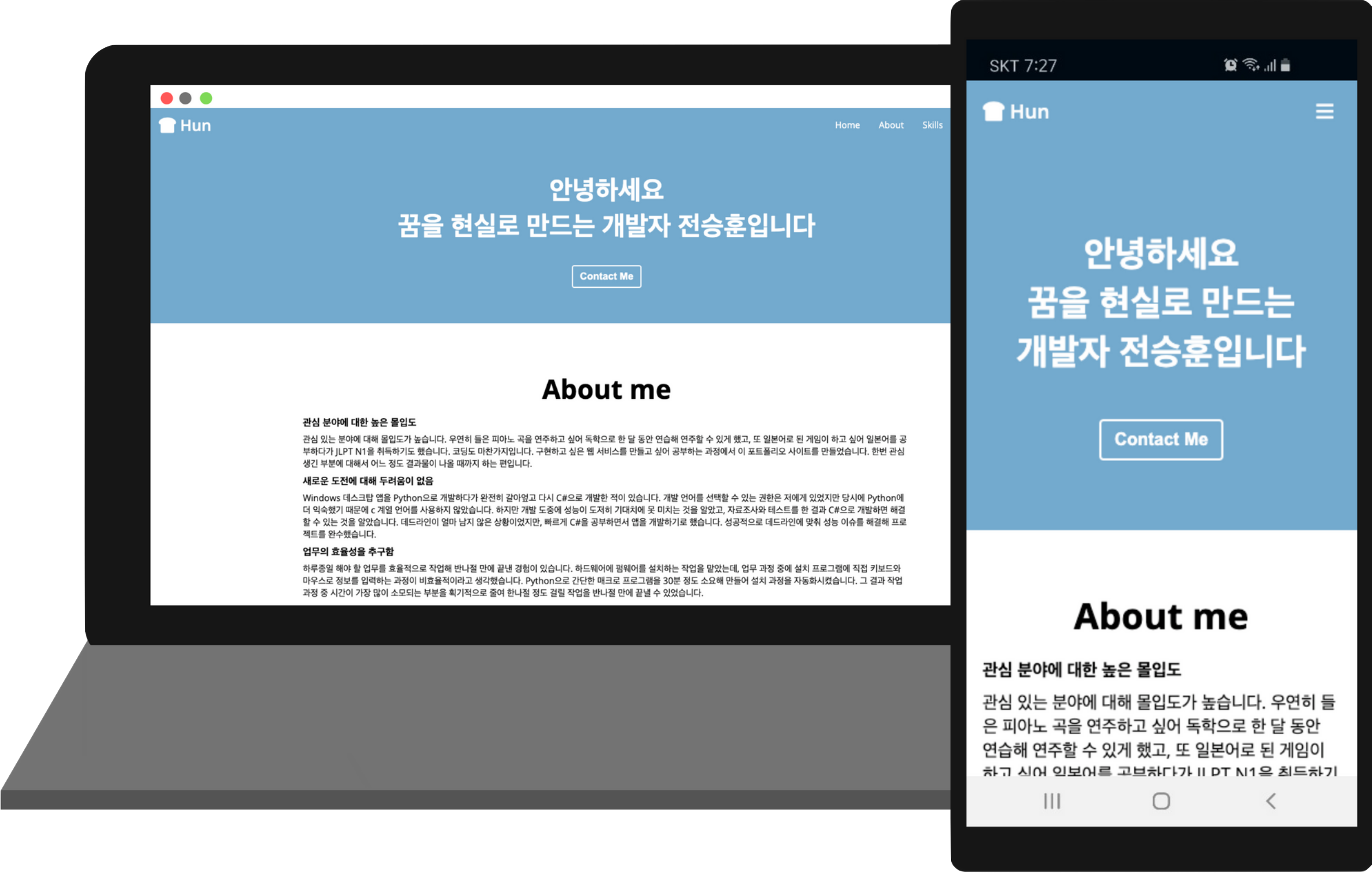 Hun
Home About Skills
안녕하세요
꿈을 현실로 만드는 개발자 전승훈입니다
Contact Me
About me
관심 분야에 대한 높은 몰입도
관심 있는 분야에 대해 몰입도가 높습니다. 우연히 들은 피아노 곡을 연주하고 싶어 독학으로 한 달 동안 연습해 연주할 수 있게 했고, 또 일본어로 된 게임이 하고 싶어 일본어를 공
부하다가 JLPT N1을 취득하기도 했습니다. 코딩도 마찬가지입니다. 구현하고 싶은 웹 서비스를 만들고 싶어 공부하는 과정에서 이 포트폴리오 사이트를 만들었습니다. 한번 관심
생긴 부분에 대해서 어느 정도 결과물이 나올 때까지 하는 편입니다.
새로운 도전에 대해 두려움이 없음
Windows 데스크탑 앱을 Python으로 개발하다가 완전히 갈아엎고 다시 C#으로 개발한 적이 있습니다. 개발 언어를 선택할 수 있는 권한은 저에게 있었지만 당시에 Python에
더 익숙했기 때문에 c 계열 언어를 사용하지 않았습니다. 하지만 개발 도중에 성능이 도저히 기대치에 못 미치는 것을 알았고, 자료조사와 테스트를 한 결과 C#으로 개발하면 해결
할 수 있는 것을 알았습니다. 데드라인이 얼마 남지 않은 상황이었지만, 빠르게 C#을 공부하면서 앱을 개발하기로 했습니다. 성공적으로 데드라인에 맞춰 성능 이슈를 해결해 프로
젝트를 완수했습니다.
업무의 효율성을 추구함
하루종일 해야 할 업무를 효율적으로 작업해 반나절 만에 끝낸 경험이 있습니다. 하드웨어에 펌웨어를 설치하는 작업을 맡았는데, 업무 과정 중에 설치 프로그램에 직접 키보드와
마우스로 정보를 입력하는 과정이 비효율적이라고 생각했습니다. Python으로 간단한 매크로 프로그램을 30분 정도 소요해 만들어 설치 과정을 자동화시켰습니다. 그 결과 작업
과정 중 시간이 가장 많이 소모되는 부분을 획기적으로 줄여 한나절 정도 걸릴 작업을 반나절 만에 끝낼 수 있었습니다.
SKT 7:27
Hun
안녕하세요
꿈을 현실로 만드는
개발자 전승훈입니다
Contact Me
About me
관심 분야에 대한 높은 몰입도
관심 있는 분야에 대해 몰입도가 높습니다. 우연히 들
은 피아노 곡을 연주하고 싶어 독학으로 한 달 동안
연습해 연주할 수 있게 했고, 또 일본어로 된 게임이
하고 싶어 일본어를 공부하다가 JLPT N1을 취득하기